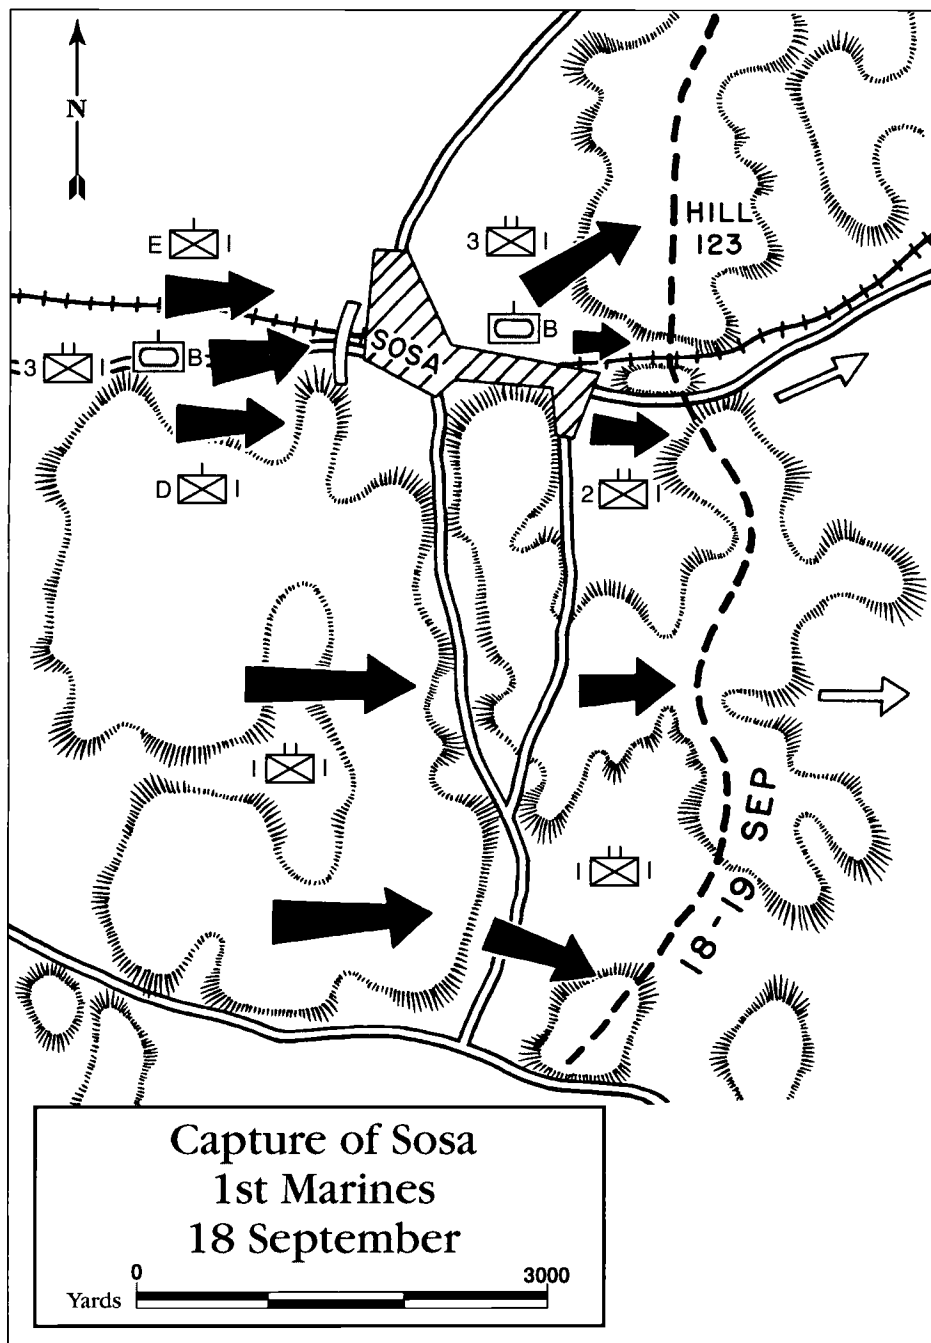 N
E I
3 I
HILL
123
B
SOSA
3 I
B
D I
2 I
I I
I I
18-19 SEP
Capture of Sosa
1st Marines
18 September
0 3000
Yards